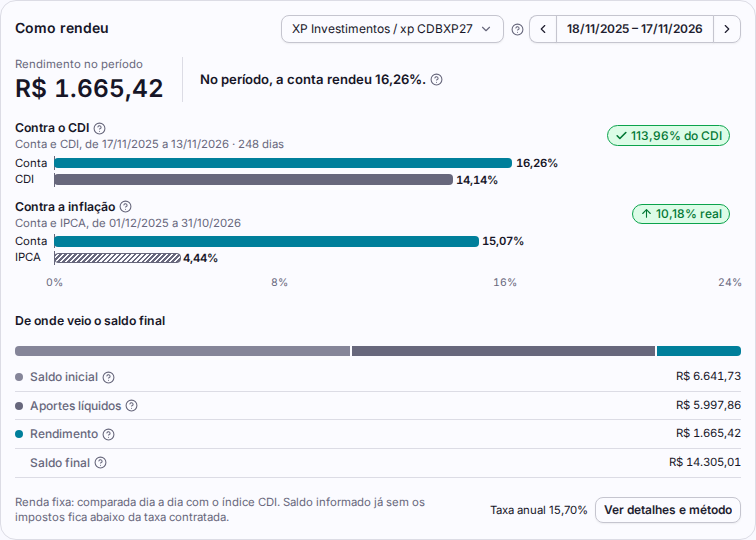 Como rendeu
XP Investimentos / xp CDBXP27
18/11/2025 – 17/11/2026
Rendimento no período
R$ 1.665,42
No período, a conta rendeu 16,26%.
Contra o CDI
113,96% do CDI
Conta e CDI, de 17/11/2025 a 13/11/2026 · 248 dias
Conta
16,26%
CDI
14,14%
Contra a inflação
10,18% real
Conta e IPCA, de 01/12/2025 a 31/10/2026
Conta
15,07%
IPCA
4,44%
0%
8%
16%
24%
De onde veio o saldo final
Saldo inicial
R$ 6.641,73
Aportes líquidos
R$ 5.997,86
Rendimento
R$ 1.665,42
Saldo final
R$ 14.305,01
Renda fixa: comparada dia a dia com o índice CDI. Saldo informado já sem os
impostos fica abaixo da taxa contratada.
Taxa anual 15,70%
Ver detalhes e método